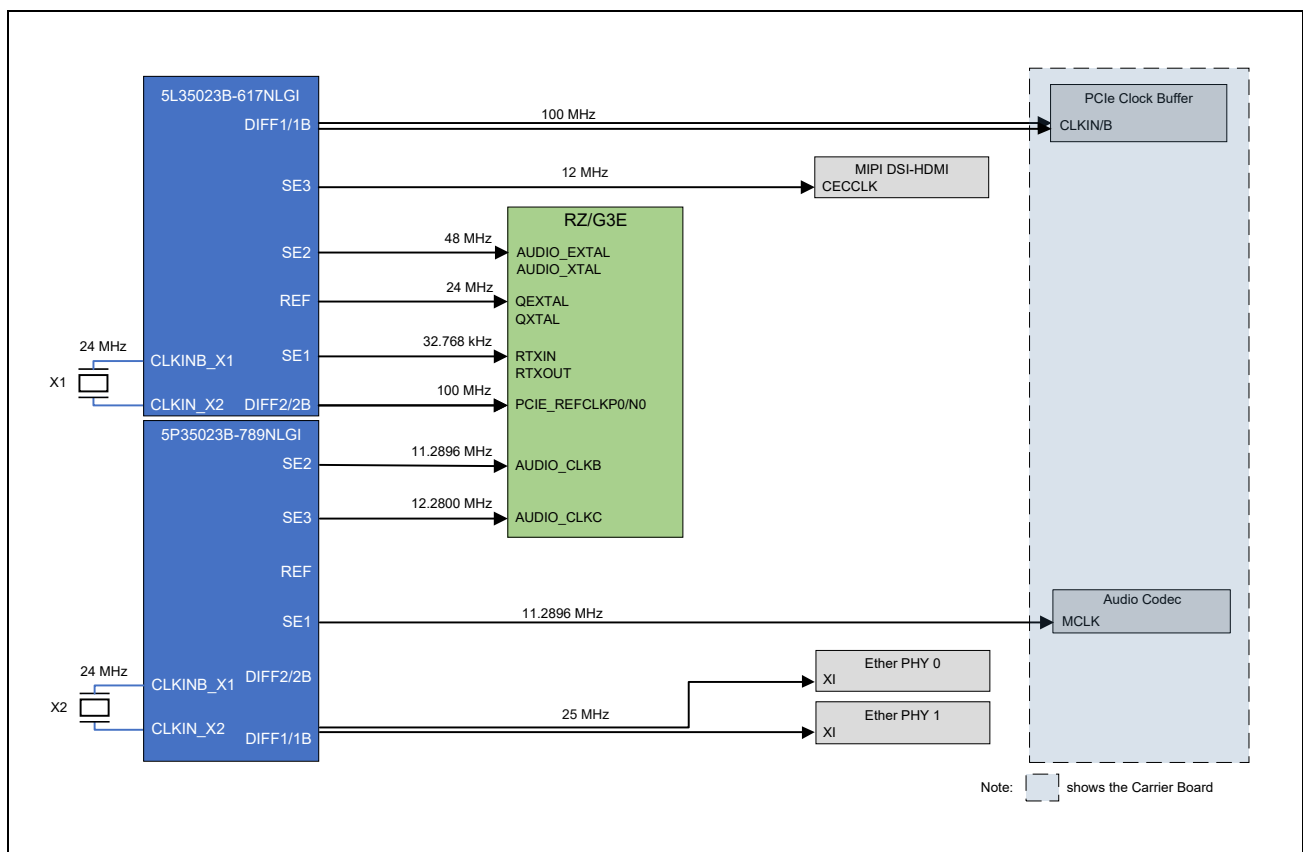 5L35023B-617NLGI
DIFF1/1B
100 MHz
PCIe Clock Buffer
CLKIN/B
SE3
12 MHz
MIPI DSI-HDMI
CECCLK
RZ/G3E
SE2
48 MHz
AUDIO_EXTAL
AUDIO_XTAL
REF
24 MHz
QEXTAL
QXTAL
24 MHz
X1
CLKINB_X1
SE1
32.768 kHz
RTXIN
RTXOUT
CLKIN_X2
DIFF2/2B
100 MHz
PCIE_REFCLKP0/N0
5P35023B-789NLGI
SE2
11.2896 MHz
AUDIO_CLKB
SE3
12.2800 MHz
AUDIO_CLKC
REF
SE1
11.2896 MHz
Audio Codec
MCLK
24 MHz
X2
CLKINB_X1
DIFF2/2B
Ether PHY 0
XI
CLKIN_X2
DIFF1/1B
25 MHz
Ether PHY 1
XI
Note: shows the Carrier Board